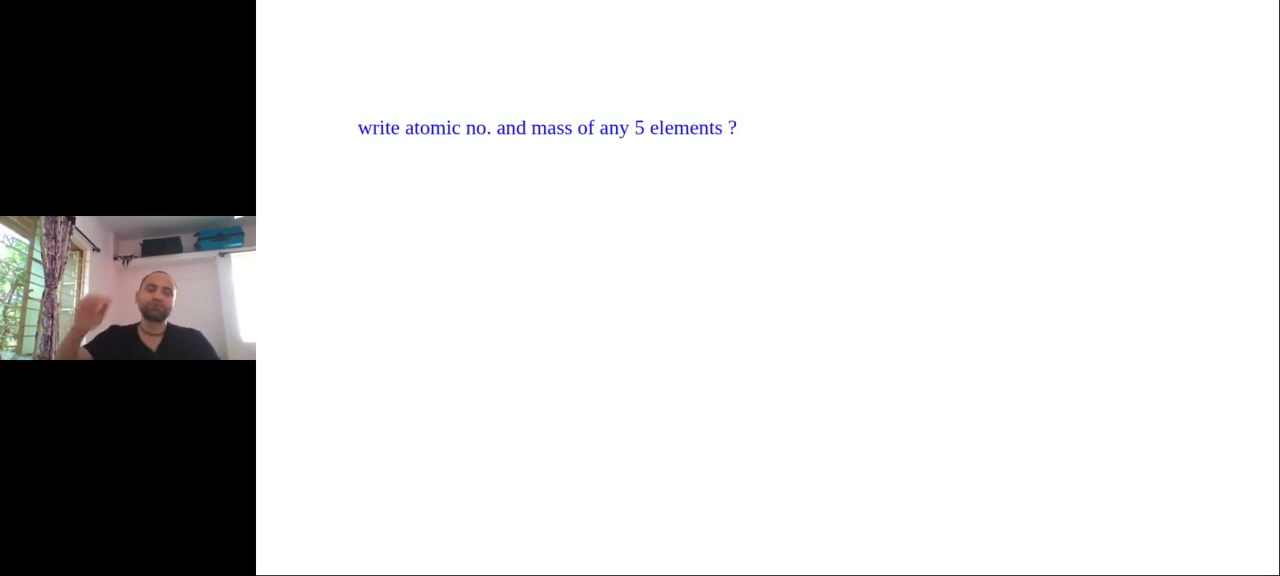 write atomic no. and mass of any 5 elements ?